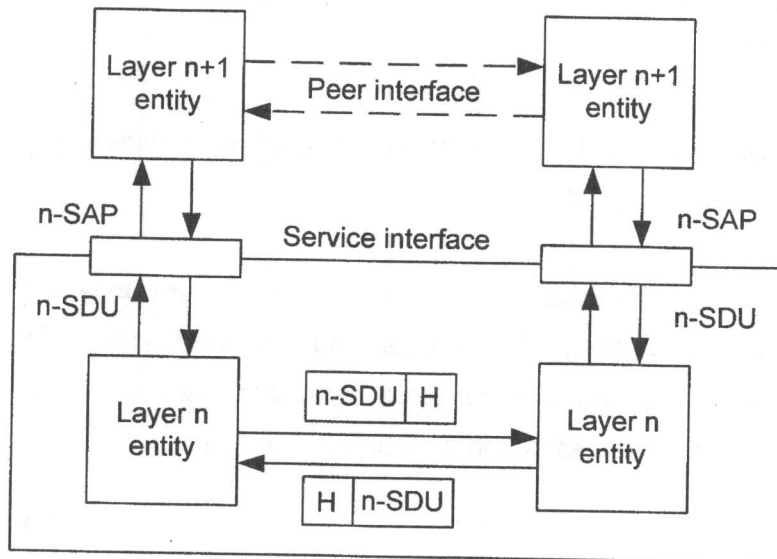 Layer n+1
entity
Peer interface
Layer n+1
entity
n-SAP
n-SAP
Service interface
n-SDU
n-SDU
n-SDU H
Layer n
entity
Layer n
entity
H n-SDU